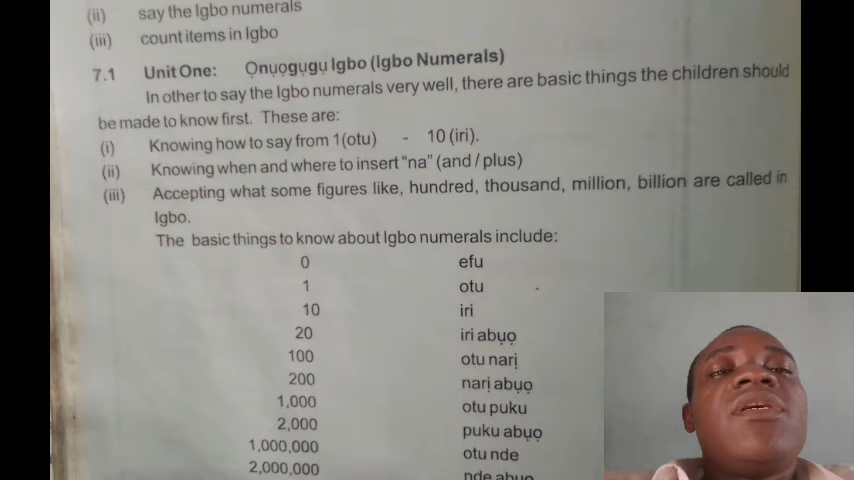 (ii) say the Igbo numerals
(iii) count items in Igbo
7.1 Unit One: Ọnụọgụgụ Igbo (Igbo Numerals)
In other to say the Igbo numerals very well, there are basic things the children should
be made to know first. These are:
(i) Knowing how to say from 1(otu) - 10 (iri).
(ii) Knowing when and where to insert "na" (and / plus)
(iii) Accepting what some figures like, hundred, thousand, million, billion are called in
Igbo.
The basic things to know about Igbo numerals include:
0 efu
1 otu
10 iri
20 iri abụọ
100 otu narị
200 narị abụọ
1,000 otu puku
2,000 puku abụọ
1,000,000 otu nde
2,000,000 nde abụọ